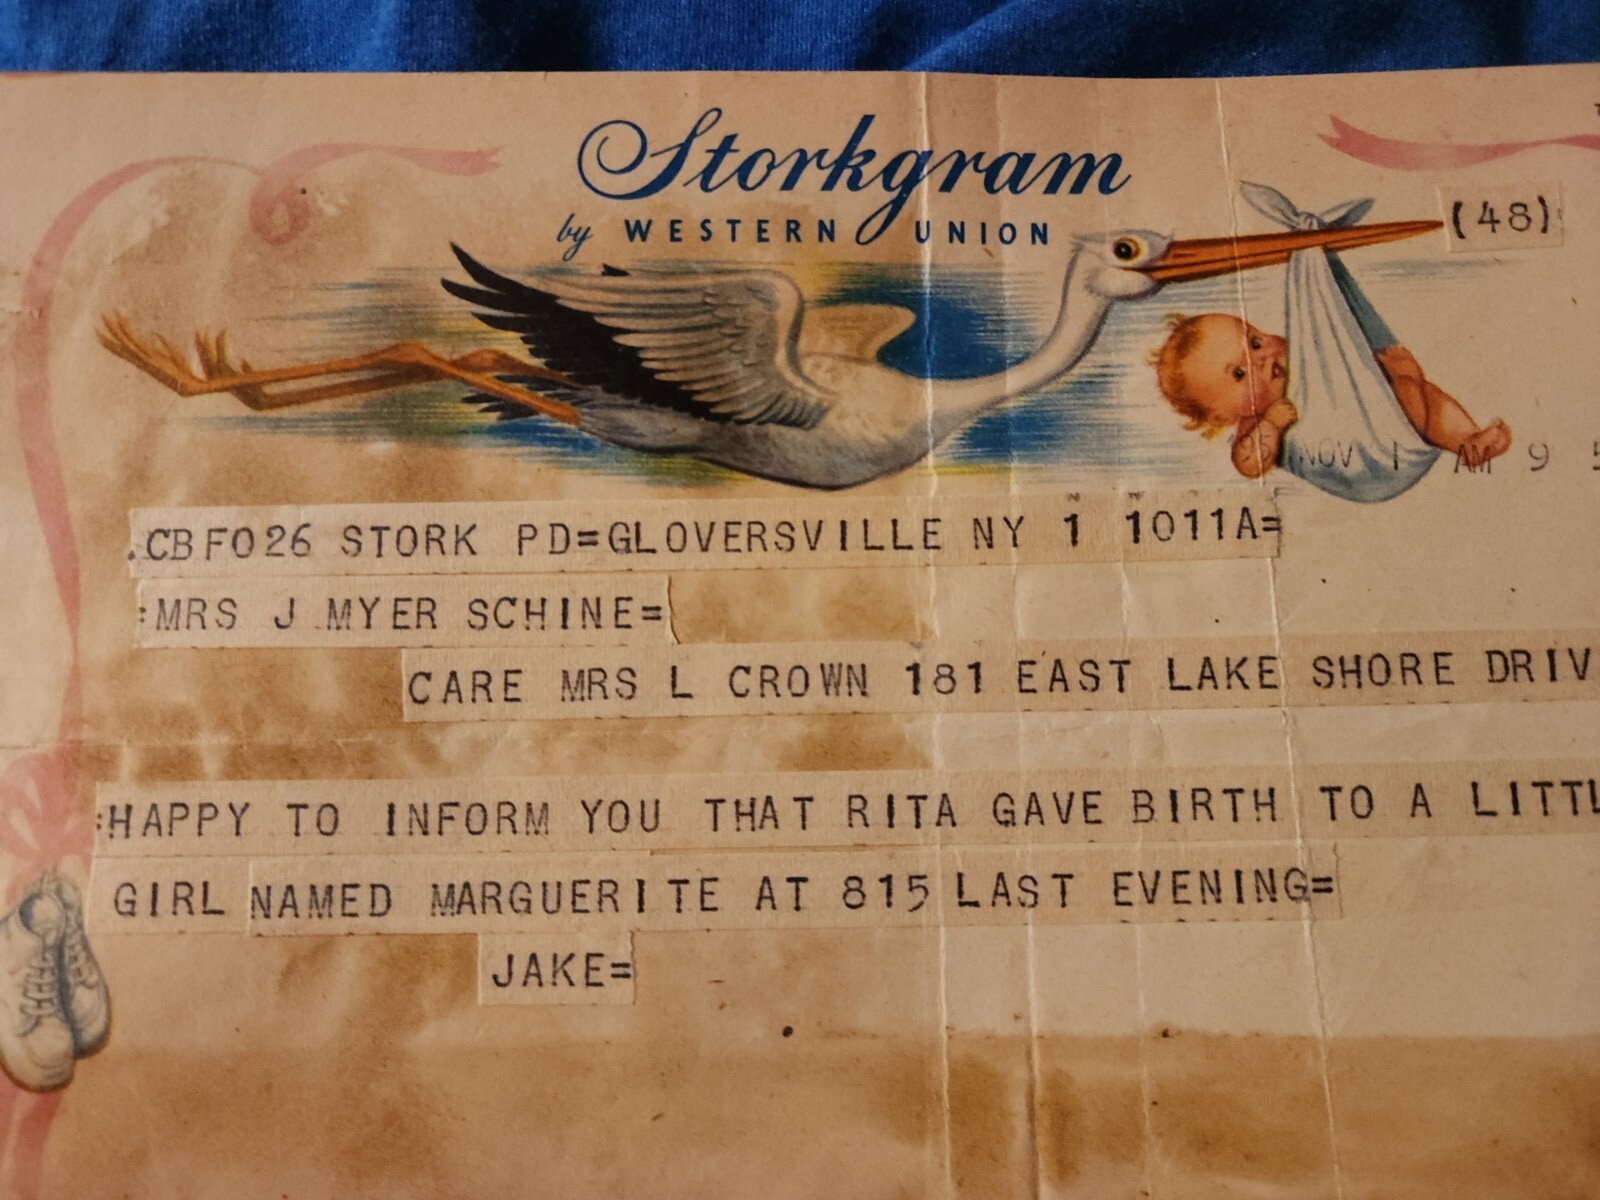 Storkgram
by WESTERN UNION
(48)
NOV 1 AM 9
.CBF026 STORK PD=GLOVERSVILLE NY 1 1011A=
:MRS J MYER SCHINE=
CARE MRS L CROWN 181 EAST LAKE SHORE DRIV
:HAPPY TO INFORM YOU THAT RITA GAVE BIRTH TO A LITTL
GIRL NAMED MARGUERITE AT 815 LAST EVENING=
JAKE=